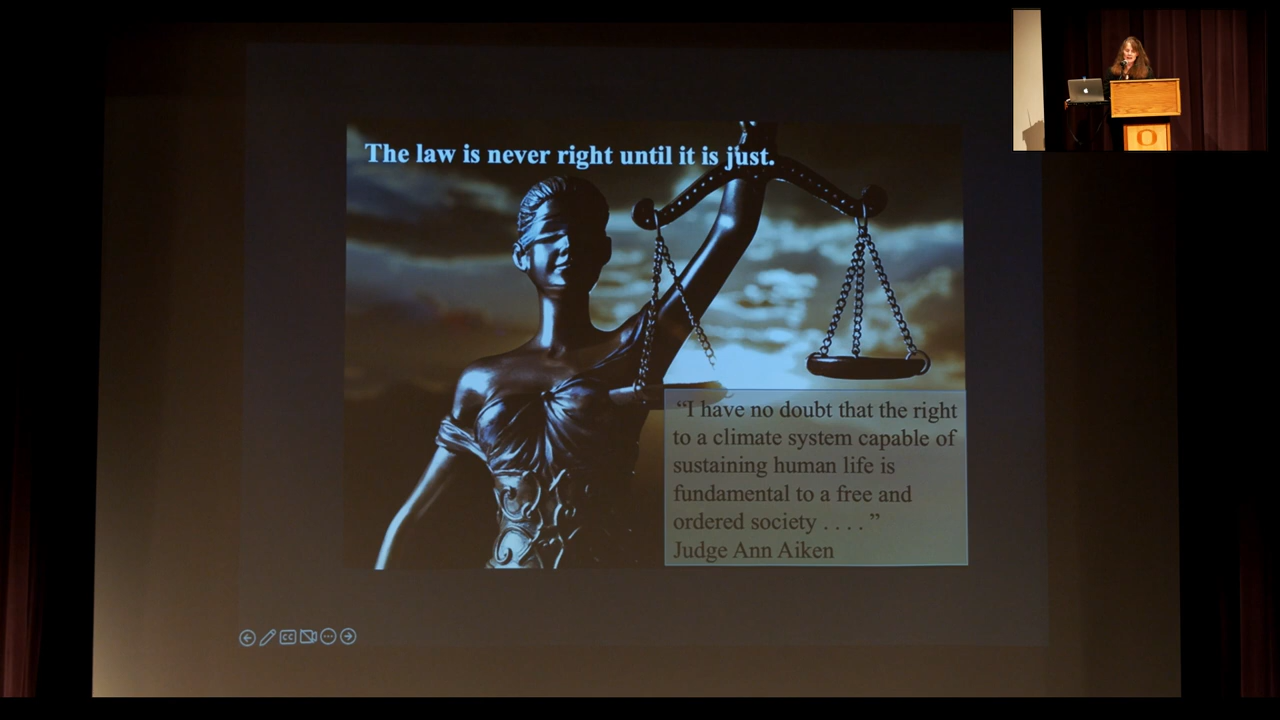 The law is never right until it is just.
“I have no doubt that the right
to a climate system capable of
sustaining human life is
fundamental to a free and
ordered society . . . . ”
Judge Ann Aiken
CC
O